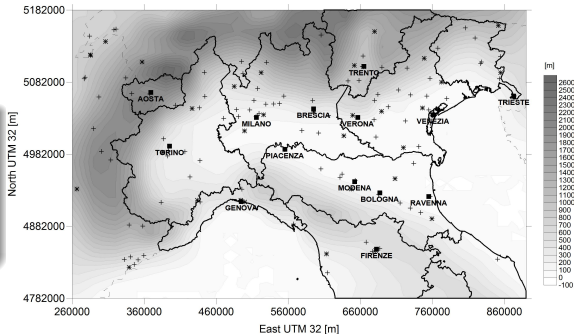 5182000
5082000
4982000
4882000
4782000
North UTM 32 [m]
TRENTO
AOSTA
TRIESTE
BRESCIA
MILANO
VERONA
VENEZIA
TORINO
PIACENZA
MODENA
BOLOGNA
RAVENNA
GENOVA
FIRENZE
260000 360000 460000 560000 660000 760000 860000
East UTM 32 [m]
[m]
2600
2500
2400
2300
2200
2100
2000
1900
1800
1700
1600
1500
1400
1300
1200
1100
1000
900
800
700
600
500
400
300
200
100
0
-100